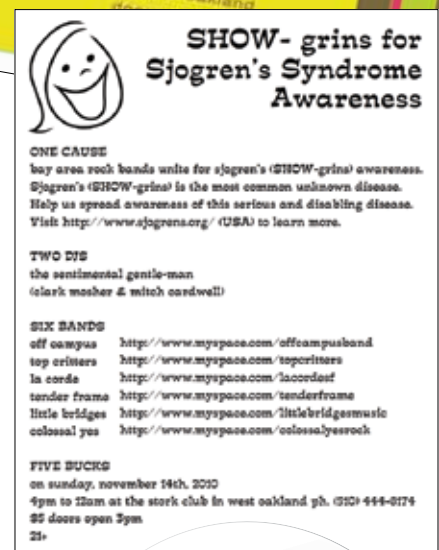 SHOW- grins for
Sjogren's Syndrome
Awareness
ONE CAUSE
bay area rock bands unite for sjogren's (SHOW-grins) awareness.
Sjogren's (SHOW-grins) is the most common unknown disease.
Help us spread awareness of this serious and disabling disease.
Visit http://www.sjogrens.org/ (USA) to learn more.
TWO DJS
the sentimental gentle-man
(clark mosher & mitch cardwell)
SIX BANDS
off campus http://www.myspace.com/offcampusband
top critters http://www.myspace.com/topcritters
la corde http://www.myspace.com/lacordesf
tender frame http://www.myspace.com/tenderframe
little bridges http://www.myspace.com/littlebridgesmusic
colossal yes http://www.myspace.com/colossalyesrock
FIVE BUCKS
on sunday, november 14th, 2010
4pm to 12am at the stork club in west oakland ph. (510) 444-6174
$5 doors open 3pm
21+